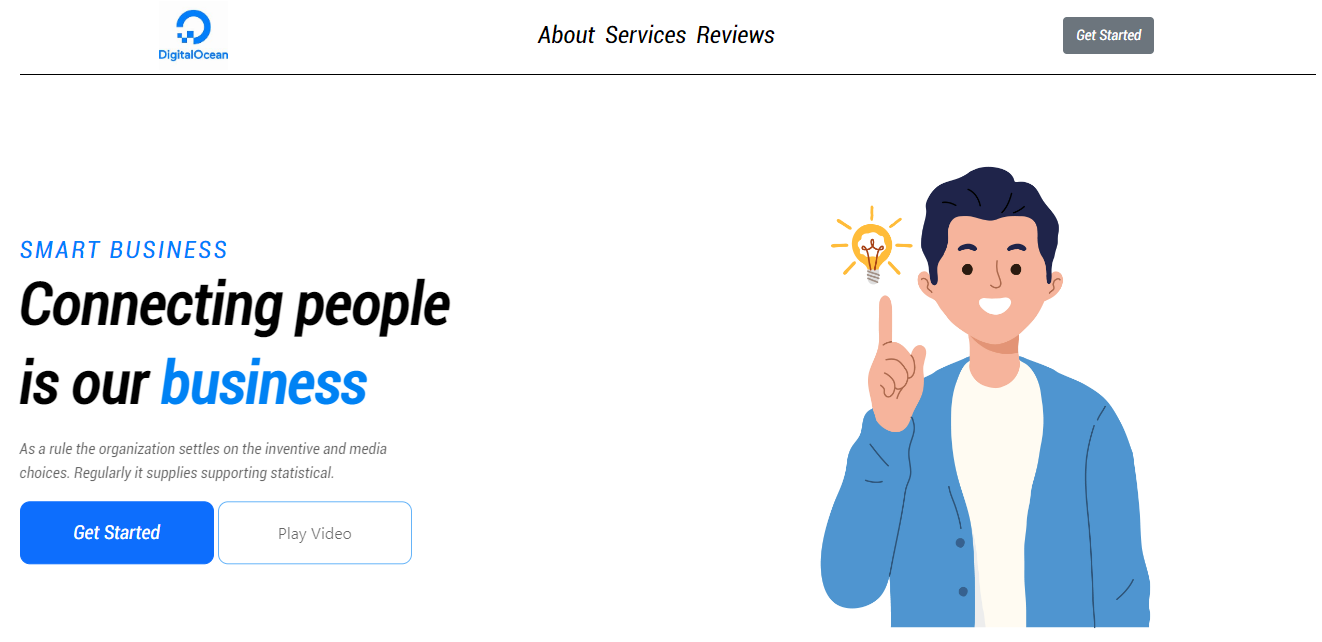 DigitalOcean
About Services Reviews
Get Started
SMART BUSINESS
Connecting people
is our business
As a rule the organization settles on the inventive and media
choices. Regularly it supplies supporting statistical.
Get Started
Play Video